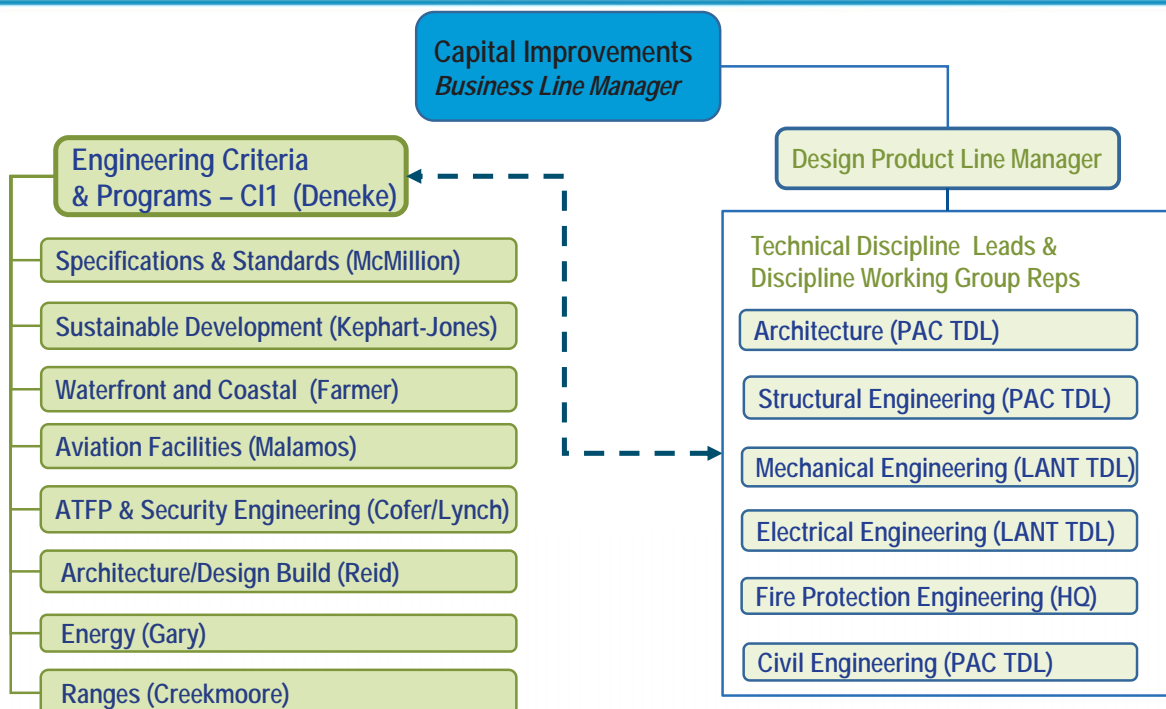 Capital Improvements
Business Line Manager
Engineering Criteria
& Programs – CI1 (Deneke)
Specifications & Standards (McMillion)
Sustainable Development (Kephart-Jones)
Waterfront and Coastal (Farmer)
Aviation Facilities (Malamos)
ATFP & Security Engineering (Cofer/Lynch)
Architecture/Design Build (Reid)
Energy (Gary)
Ranges (Creekmoore)
Design Product Line Manager
Technical Discipline Leads &
Discipline Working Group Reps
Architecture (PAC TDL)
Structural Engineering (PAC TDL)
Mechanical Engineering (LANT TDL)
Electrical Engineering (LANT TDL)
Fire Protection Engineering (HQ)
Civil Engineering (PAC TDL)